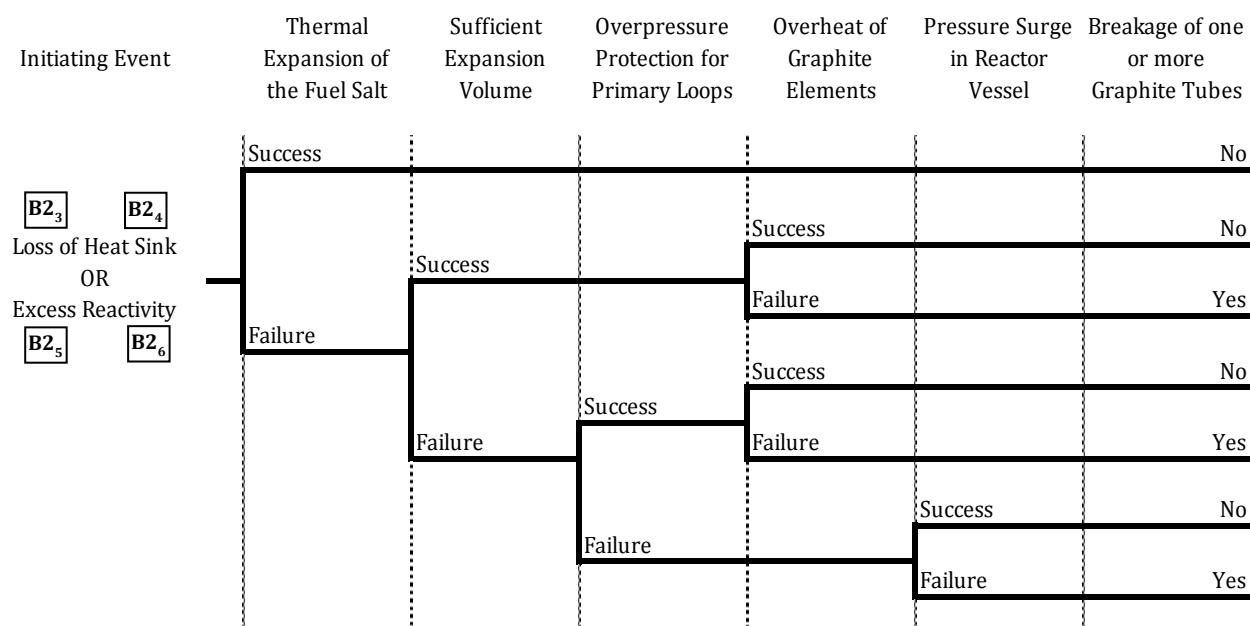 Initiating Event
Thermal
Expansion of
the Fuel Salt
Sufficient
Expansion
Volume
Overpressure
Protection for
Primary Loops
Overheat of
Graphite
Elements
Pressure Surge
in Reactor
Vessel
Breakage of one
or more
Graphite Tubes
Success No
B2₃ B2₄
Loss of Heat Sink
OR
Excess Reactivity
B2₅ B2₆
Success No
Success
Failure Yes
Failure
Success No
Success
Failure Failure Yes
Success No
Failure
Failure Yes